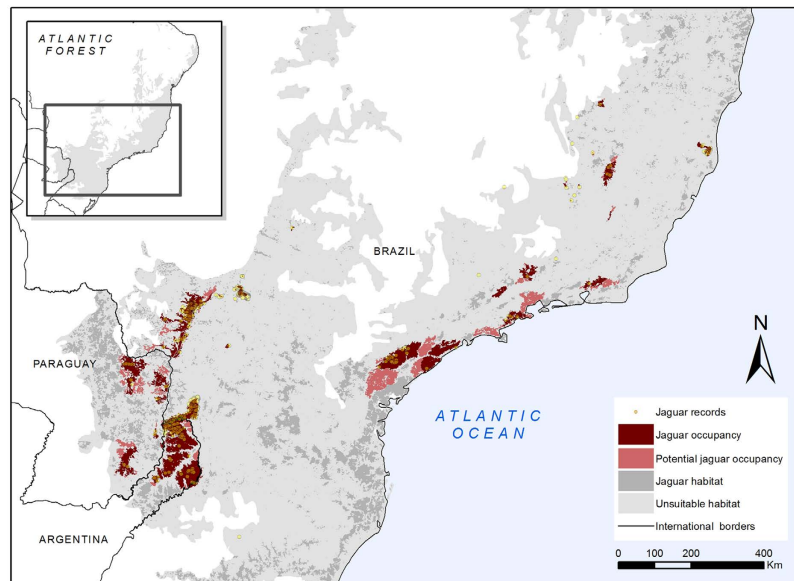 ATLANTIC
FOREST
BRAZIL
PARAGUAY
ARGENTINA
ATLANTIC
OCEAN
N
Jaguar records
Jaguar occupancy
Potential jaguar occupancy
Jaguar habitat
Unsuitable habitat
International borders
0 100 200 400
Km